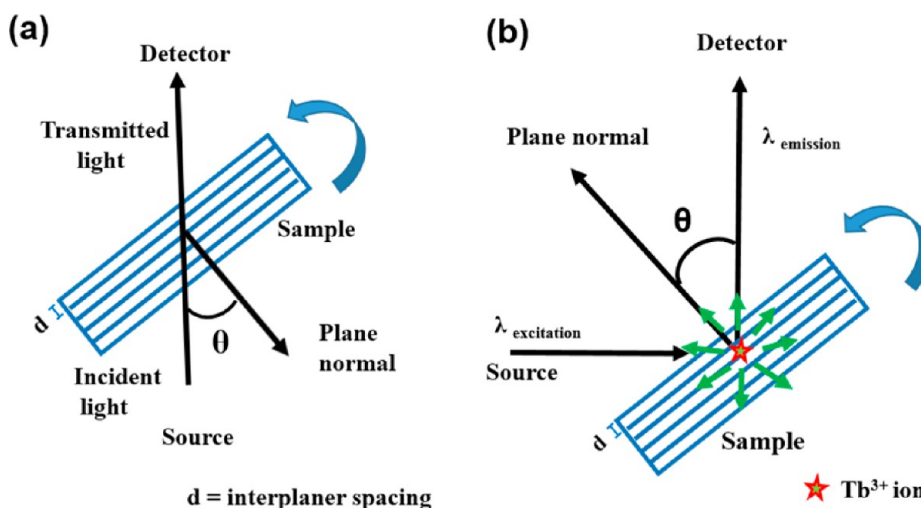 (a)
Detector
Transmitted
light
Sample
d
θ
Plane
normal
Incident
light
Source
d = interplaner spacing
(b)
Detector
Plane normal
λ emission
θ
λ excitation
Source
d
Sample
Tb³⁺ ion